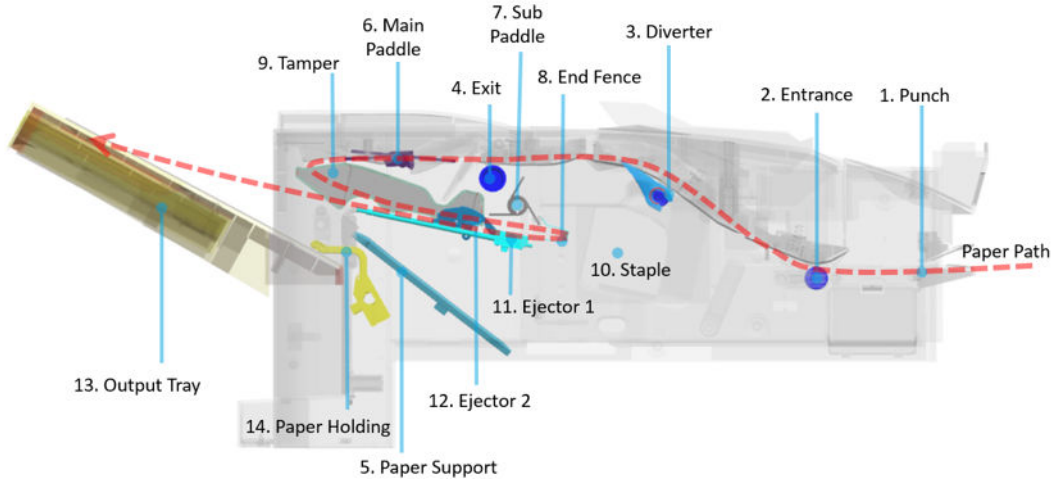 7. Sub
Paddle
6. Main
Paddle
3. Diverter
9. Tamper
4. Exit
8. End Fence
2. Entrance
1. Punch
Paper Path
10. Staple
11. Ejector 1
13. Output Tray
12. Ejector 2
14. Paper Holding
5. Paper Support